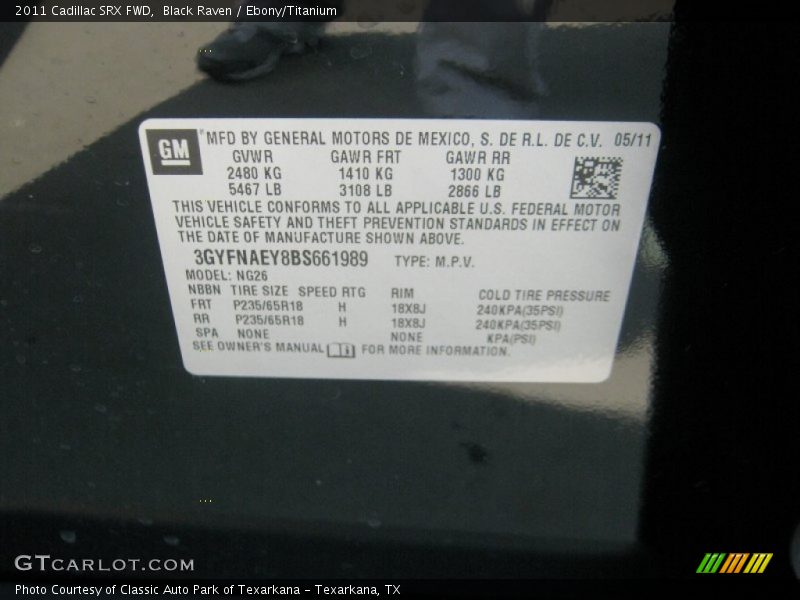 2011 Cadillac SRX FWD,  Black Raven / Ebony/Titanium
GM ® MFD BY GENERAL MOTORS DE MEXICO, S. DE R.L. DE C.V. 05/11
GVWR GAWR FRT GAWR RR
2480 KG 1410 KG 1300 KG
5467 LB 3108 LB 2866 LB
THIS VEHICLE CONFORMS TO ALL APPLICABLE U.S. FEDERAL MOTOR
VEHICLE SAFETY AND THEFT PREVENTION STANDARDS IN EFFECT ON
THE DATE OF MANUFACTURE SHOWN ABOVE.
3GYFNAEY8BS661989 TYPE: M.P.V.
MODEL: NG26
NBBN TIRE SIZE SPEED RTG RIM COLD TIRE PRESSURE
FRT P235/65R18 H 18X8J 240KPA(35PSI)
RR P235/65R18 H 18X8J 240KPA(35PSI)
SPA NONE NONE KPA(PSI)
SEE OWNER'S MANUAL FOR MORE INFORMATION.
GTCARLOT.COM
Photo Courtesy of Classic Auto Park of Texarkana – Texarkana, TX